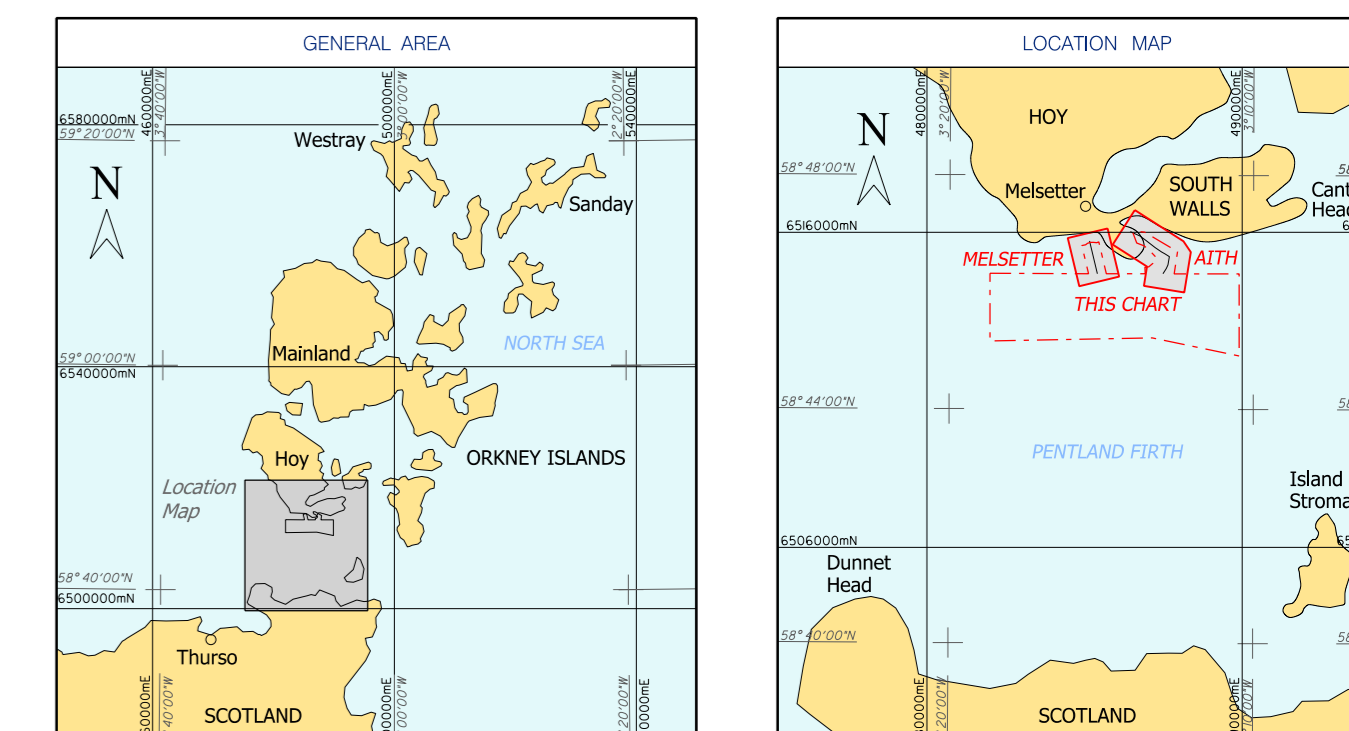 GENERAL AREA
460000mE
3° 40'00"W
500000mE
3°00'00"W
2° 20'00"W
540000mE
6580000mN
59° 20'00"N
Westray
N
Sanday
NORTH SEA
Mainland
59° 00'00"N
6540000mN
Hoy
ORKNEY ISLANDS
Location
Map
58° 40'00"N
6500000mN
Thurso
SCOTLAND
LOCATION MAP
480000mE
3° 20'00"W
490000mE
3°10'00"W
HOY
N
58° 48'00"N
Melsetter
SOUTH
WALLS
6516000mN
MELSETTER
AITH
THIS CHART
58° 44'00"N
PENTLAND FIRTH
Island
Stroma
6506000mN
Dunnet
Head
58° 40'00"N
SCOTLAND